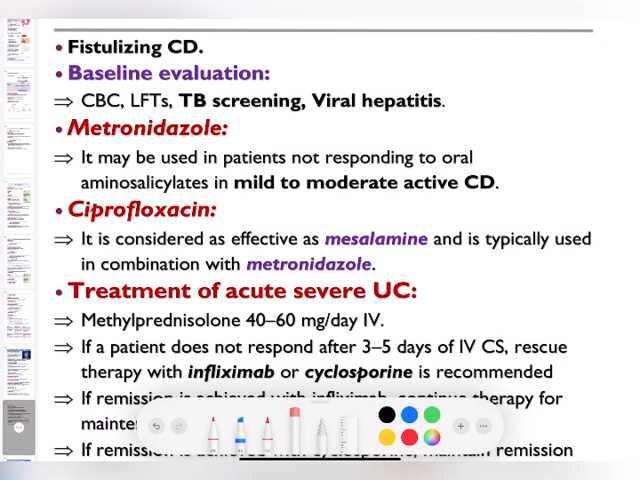 • Fistulizing CD.
• Baseline evaluation:
⇒ CBC, LFTs, TB screening, Viral hepatitis.
• Metronidazole:
⇒ It may be used in patients not responding to oral
aminosalicylates in mild to moderate active CD.
• Ciprofloxacin:
⇒ It is considered as effective as mesalamine and is typically used
in combination with metronidazole.
• Treatment of acute severe UC:
⇒ Methylprednisolone 40–60 mg/day IV.
⇒ If a patient does not respond after 3–5 days of IV CS, rescue
therapy with infliximab or cyclosporine is recommended
⇒ If remission is achieved with infliximab, continue therapy for
⇒ If remission is achieved with cyclosporine, maintain remission